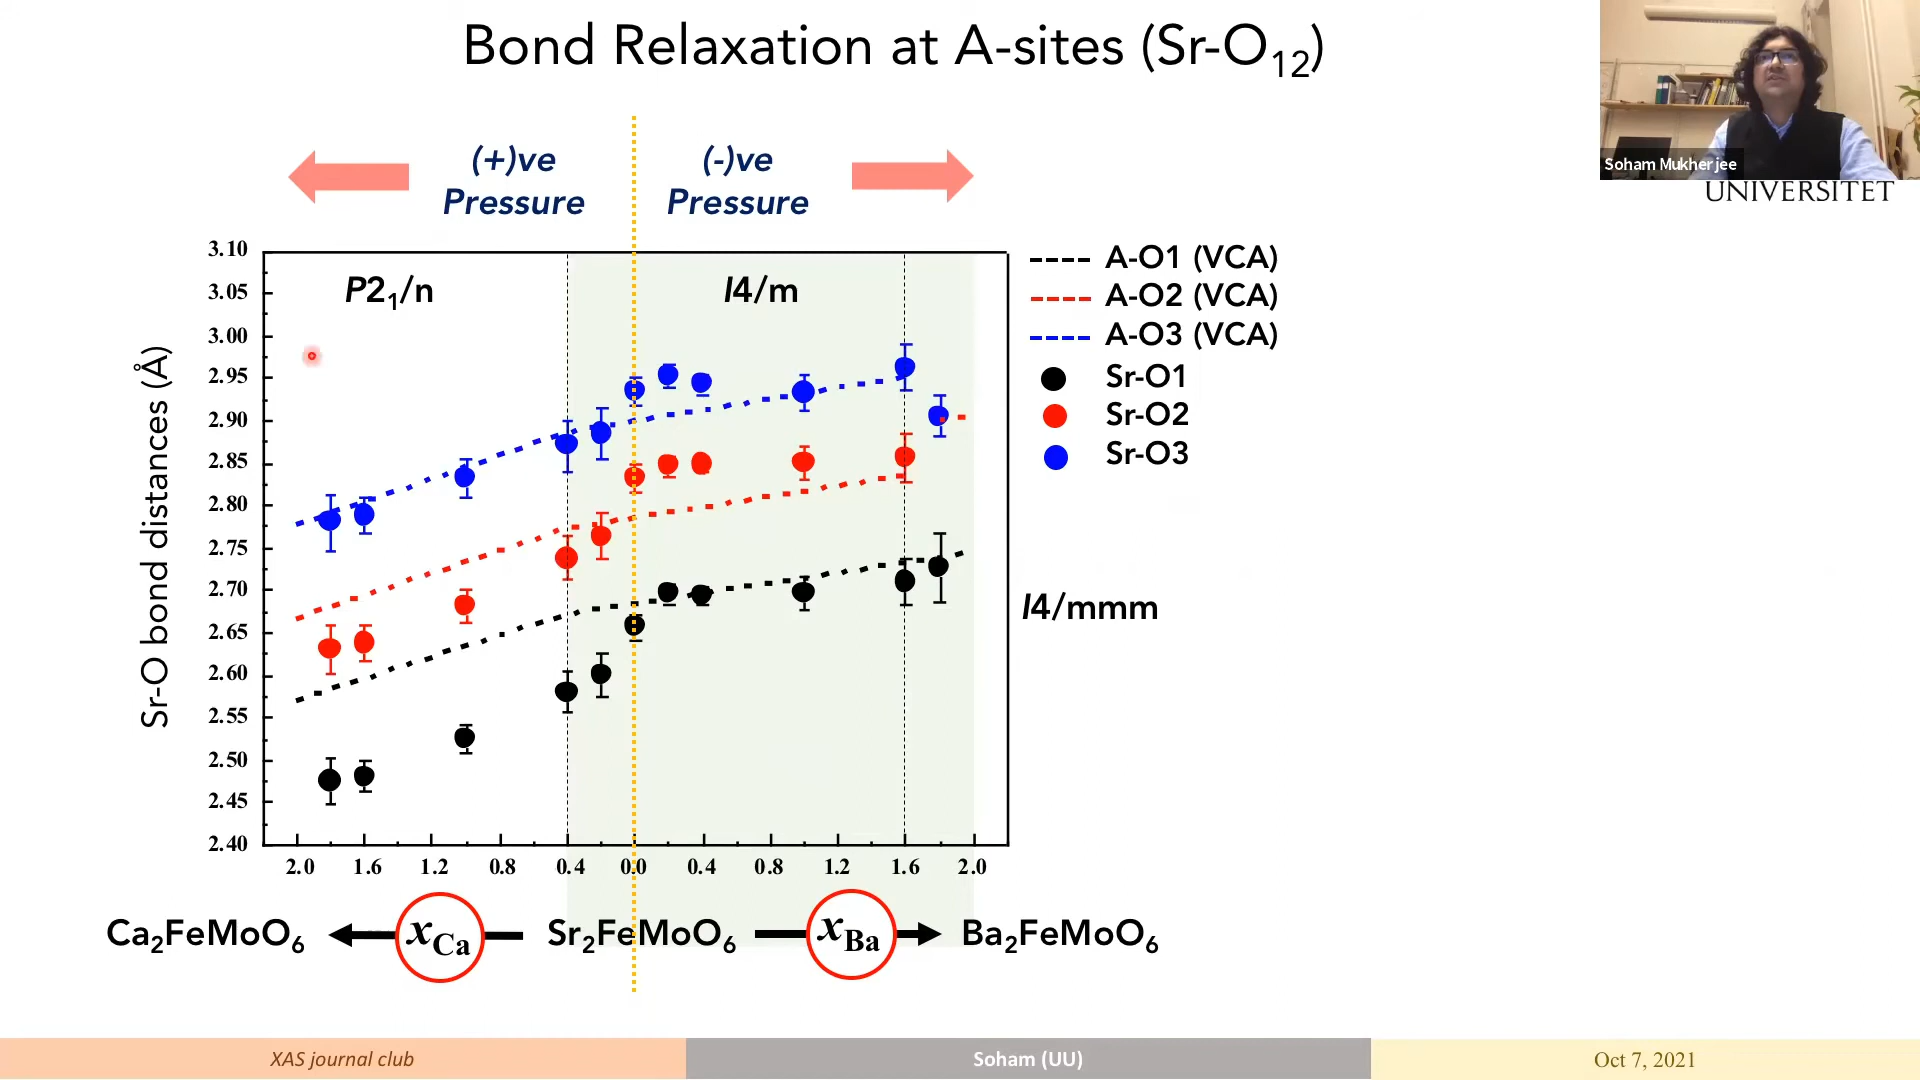 Bond Relaxation at A-sites (Sr-O12)
Soham Mukherjee
UNIVERSITET
(+)ve
Pressure
(-)ve
Pressure
Sr-O bond distances (Å)
3.10
3.05
3.00
2.95
2.90
2.85
2.80
2.75
2.70
2.65
2.60
2.55
2.50
2.45
2.40
P21/n
I4/m
A-O1 (VCA)
A-O2 (VCA)
A-O3 (VCA)
Sr-O1
Sr-O2
Sr-O3
I4/mmm
2.0 1.6 1.2 0.8 0.4 0.0 0.4 0.8 1.2 1.6 2.0
Ca2FeMoO6 xCa Sr2FeMoO6 xBa Ba2FeMoO6
XAS journal club
Soham (UU)
Oct 7, 2021